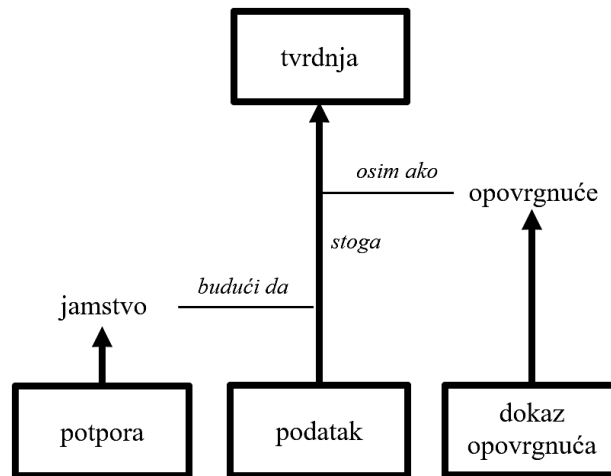 tvrdnja
osim ako
opovrgnuće
stoga
budući da
jamstvo
potpora
podatak
dokaz
opovrgnuća